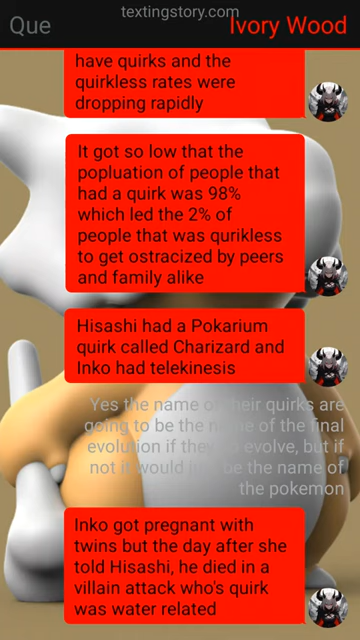 textingstory.com
Que
Ivory Wood
have quirks and the
quirkless rates were
dropping rapidly
It got so low that the
popluation of people that
had a quirk was 98%
which led the 2% of
people that was qurikless
to get ostracized by peers
and family alike
Hisashi had a Pokarium
quirk called Charizard and
Inko had telekinesis
Yes the name of their quirks are
going to be the name of the final
evolution if they do evolve, but if
not it would just be the name of
the pokemon
Inko got pregnant with
twins but the day after she
told Hisashi, he died in a
villain attack who's quirk
was water related